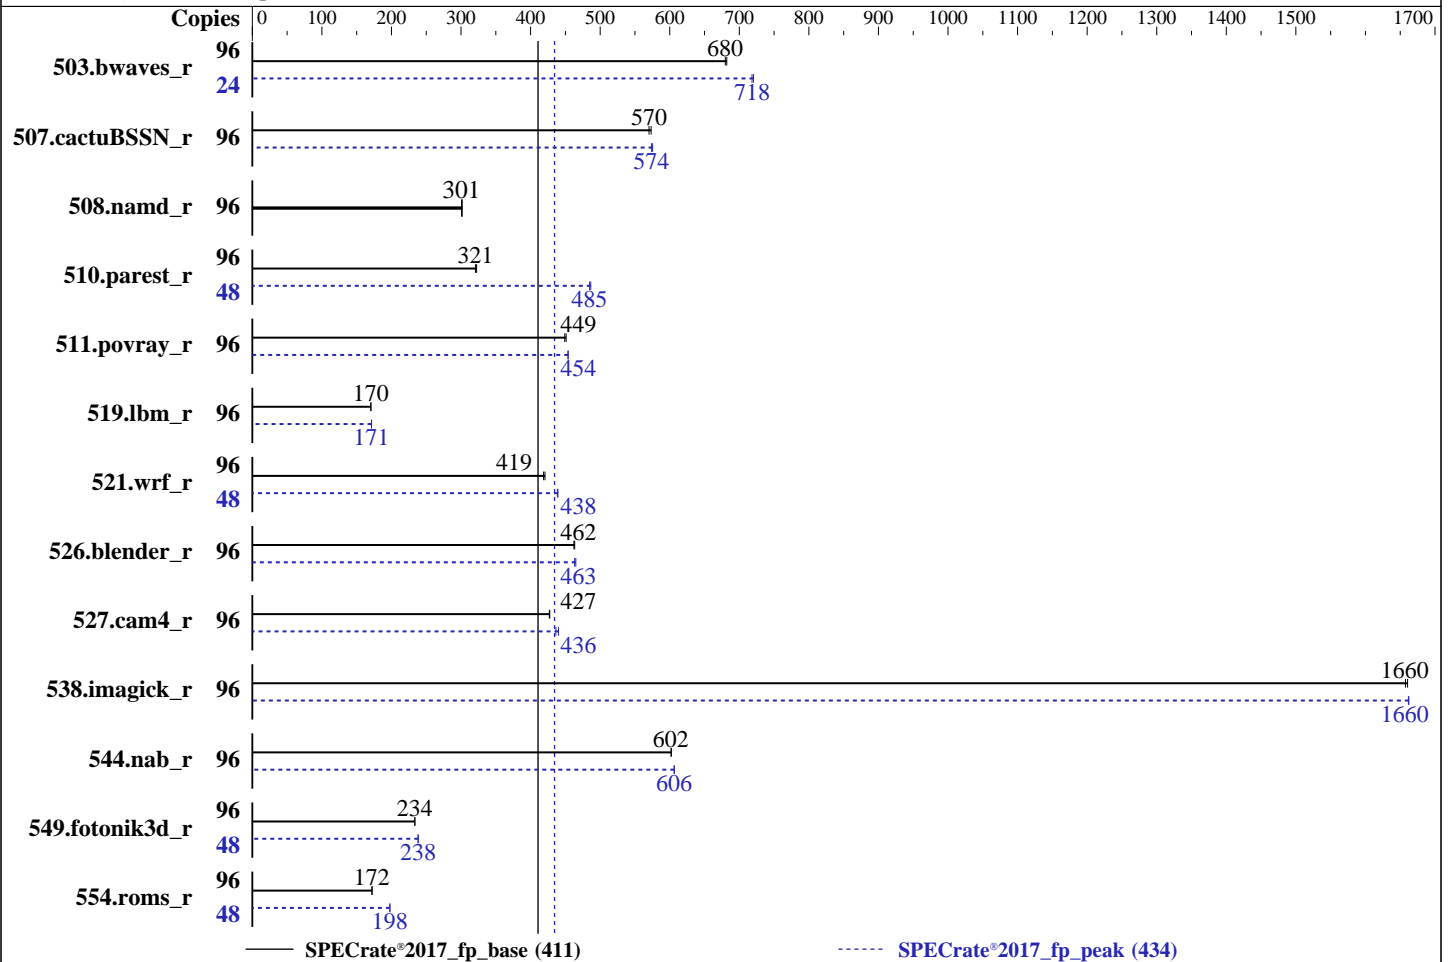 Copies 0 100 200 300 400 500 600 700 800 900 1000 1100 1200 1300 1400 1500 1700
503.bwaves_r 96 680
24 718
507.cactuBSSN_r 96 570
574
508.namd_r 96 301
510.parest_r 96 321
48 485
511.povray_r 96 449
454
519.lbm_r 96 170
171
521.wrf_r 96 419
48 438
526.blender_r 96 462
463
527.cam4_r 96 427
436
538.imagick_r 96 1660
1660
544.nab_r 96 602
606
549.fotonik3d_r 96 234
48 238
554.roms_r 96 172
48 198
SPECrate®2017_fp_base (411) SPECrate®2017_fp_peak (434)